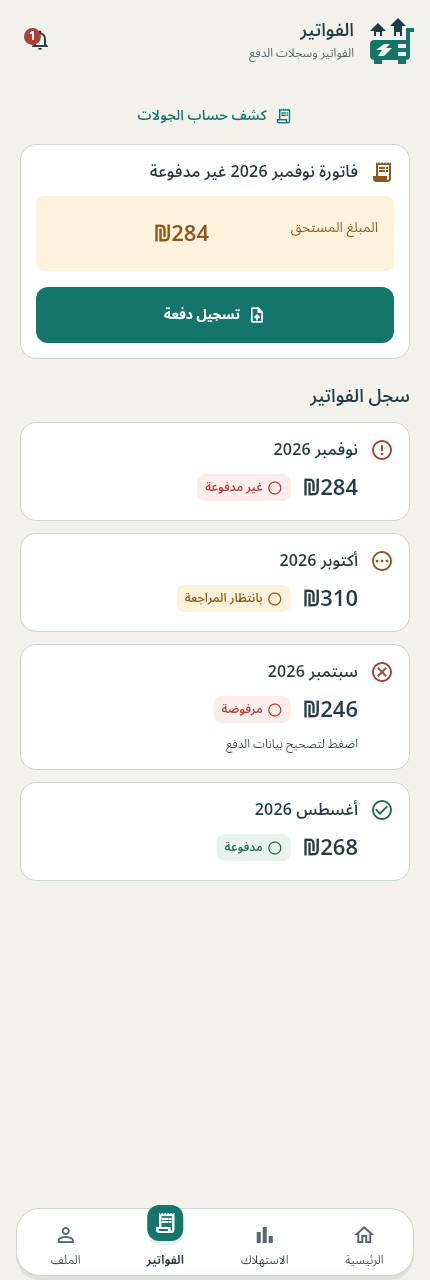 الفواتير
الفواتير وسجلات الدفع
1
كشف حساب الجولات
فاتورة نوفمبر 2026 غير مدفوعة
المبلغ المستحق
₪284
تسجيل دفعة
سجل الفواتير
نوفمبر 2026
₪284
غير مدفوعة
أكتوبر 2026
₪310
بانتظار المراجعة
سبتمبر 2026
₪246
مرفوضة
اضغط لتصحيح بيانات الدفع
أغسطس 2026
₪268
مدفوعة
الرئيسية
الاستهلاك
الفواتير
الملف